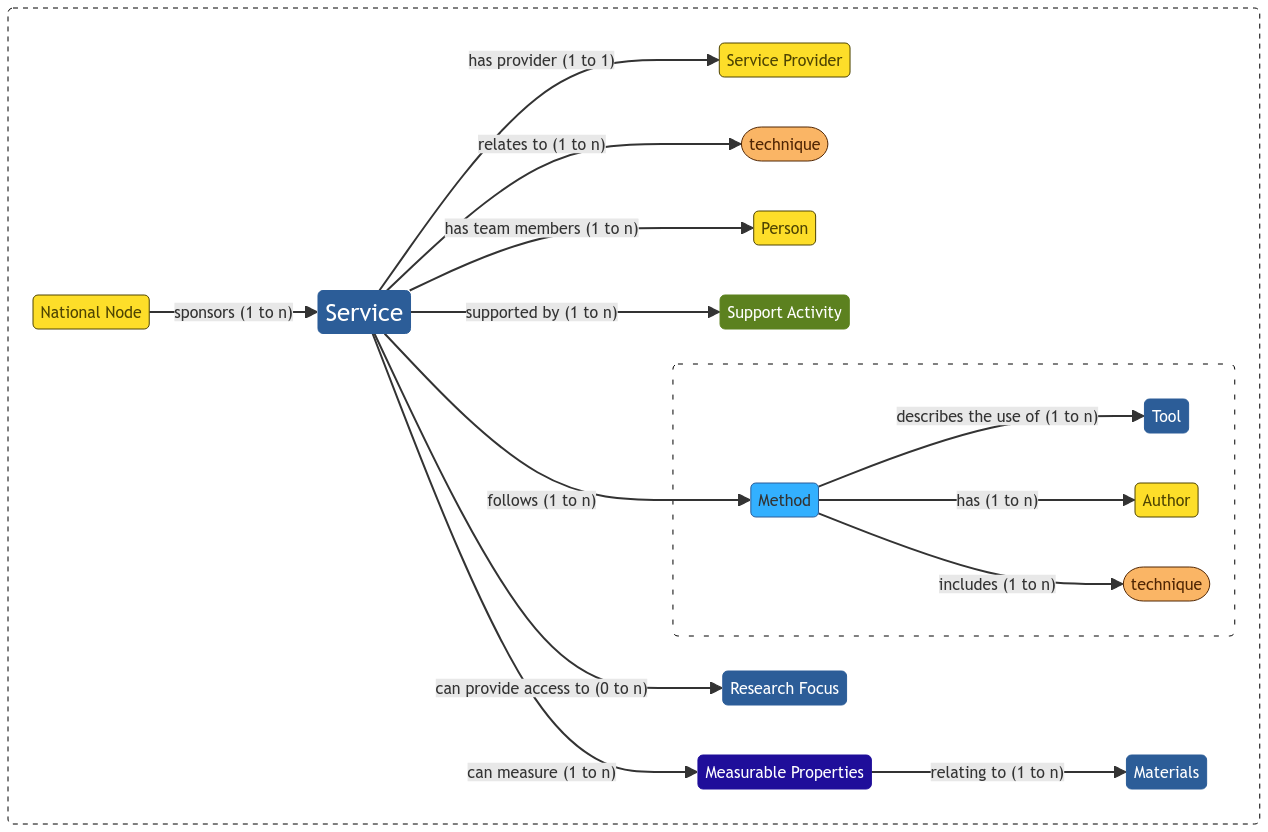 has provider (1 to 1)
Service Provider
relates to (1 to n)
technique
has team members (1 to n)
Person
National Node
sponsors (1 to n)
Service
supported by (1 to n)
Support Activity
describes the use of (1 to n)
Tool
follows (1 to n)
Method
has (1 to n)
Author
includes (1 to n)
technique
can provide access to (0 to n)
Research Focus
can measure (1 to n)
Measurable Properties
relating to (1 to n)
Materials